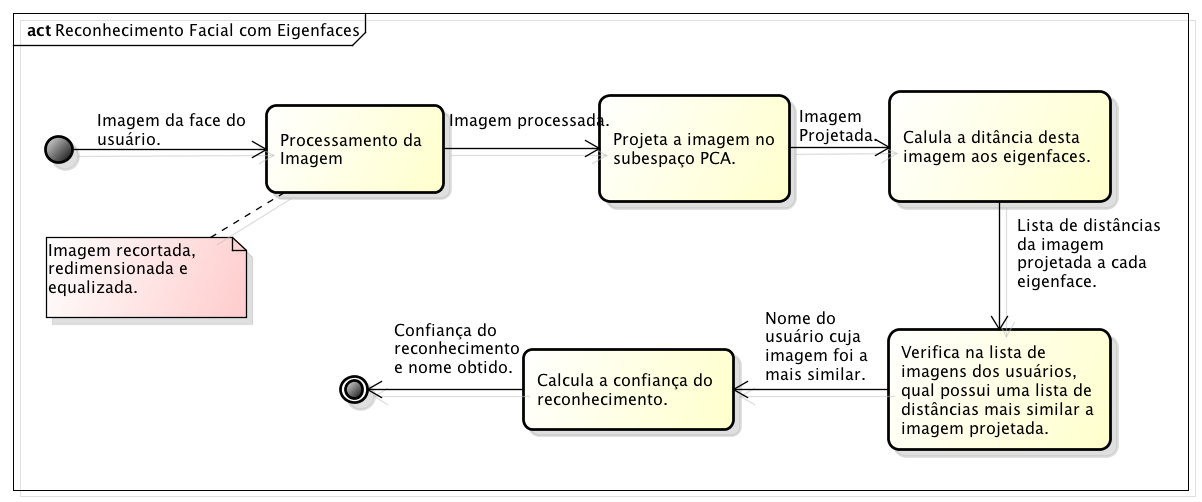 act Reconhecimento Facial com Eigenfaces
Imagem da face do
usuário.
Processamento da
Imagem
Imagem processada.
Projeta a imagem no
subespaço PCA.
Imagem
Projetada.
Calula a ditância desta
imagem aos eigenfaces.
Imagem recortada,
redimensionada e
equalizada.
Lista de distâncias
da imagem
projetada a cada
eigenface.
Verifica na lista de
imagens dos usuários,
qual possui uma lista de
distâncias mais similar a
imagem projetada.
Nome do
usuário cuja
imagem foi a
mais similar.
Calcula a confiança do
reconhecimento.
Confiança do
reconhecimento
e nome obtido.